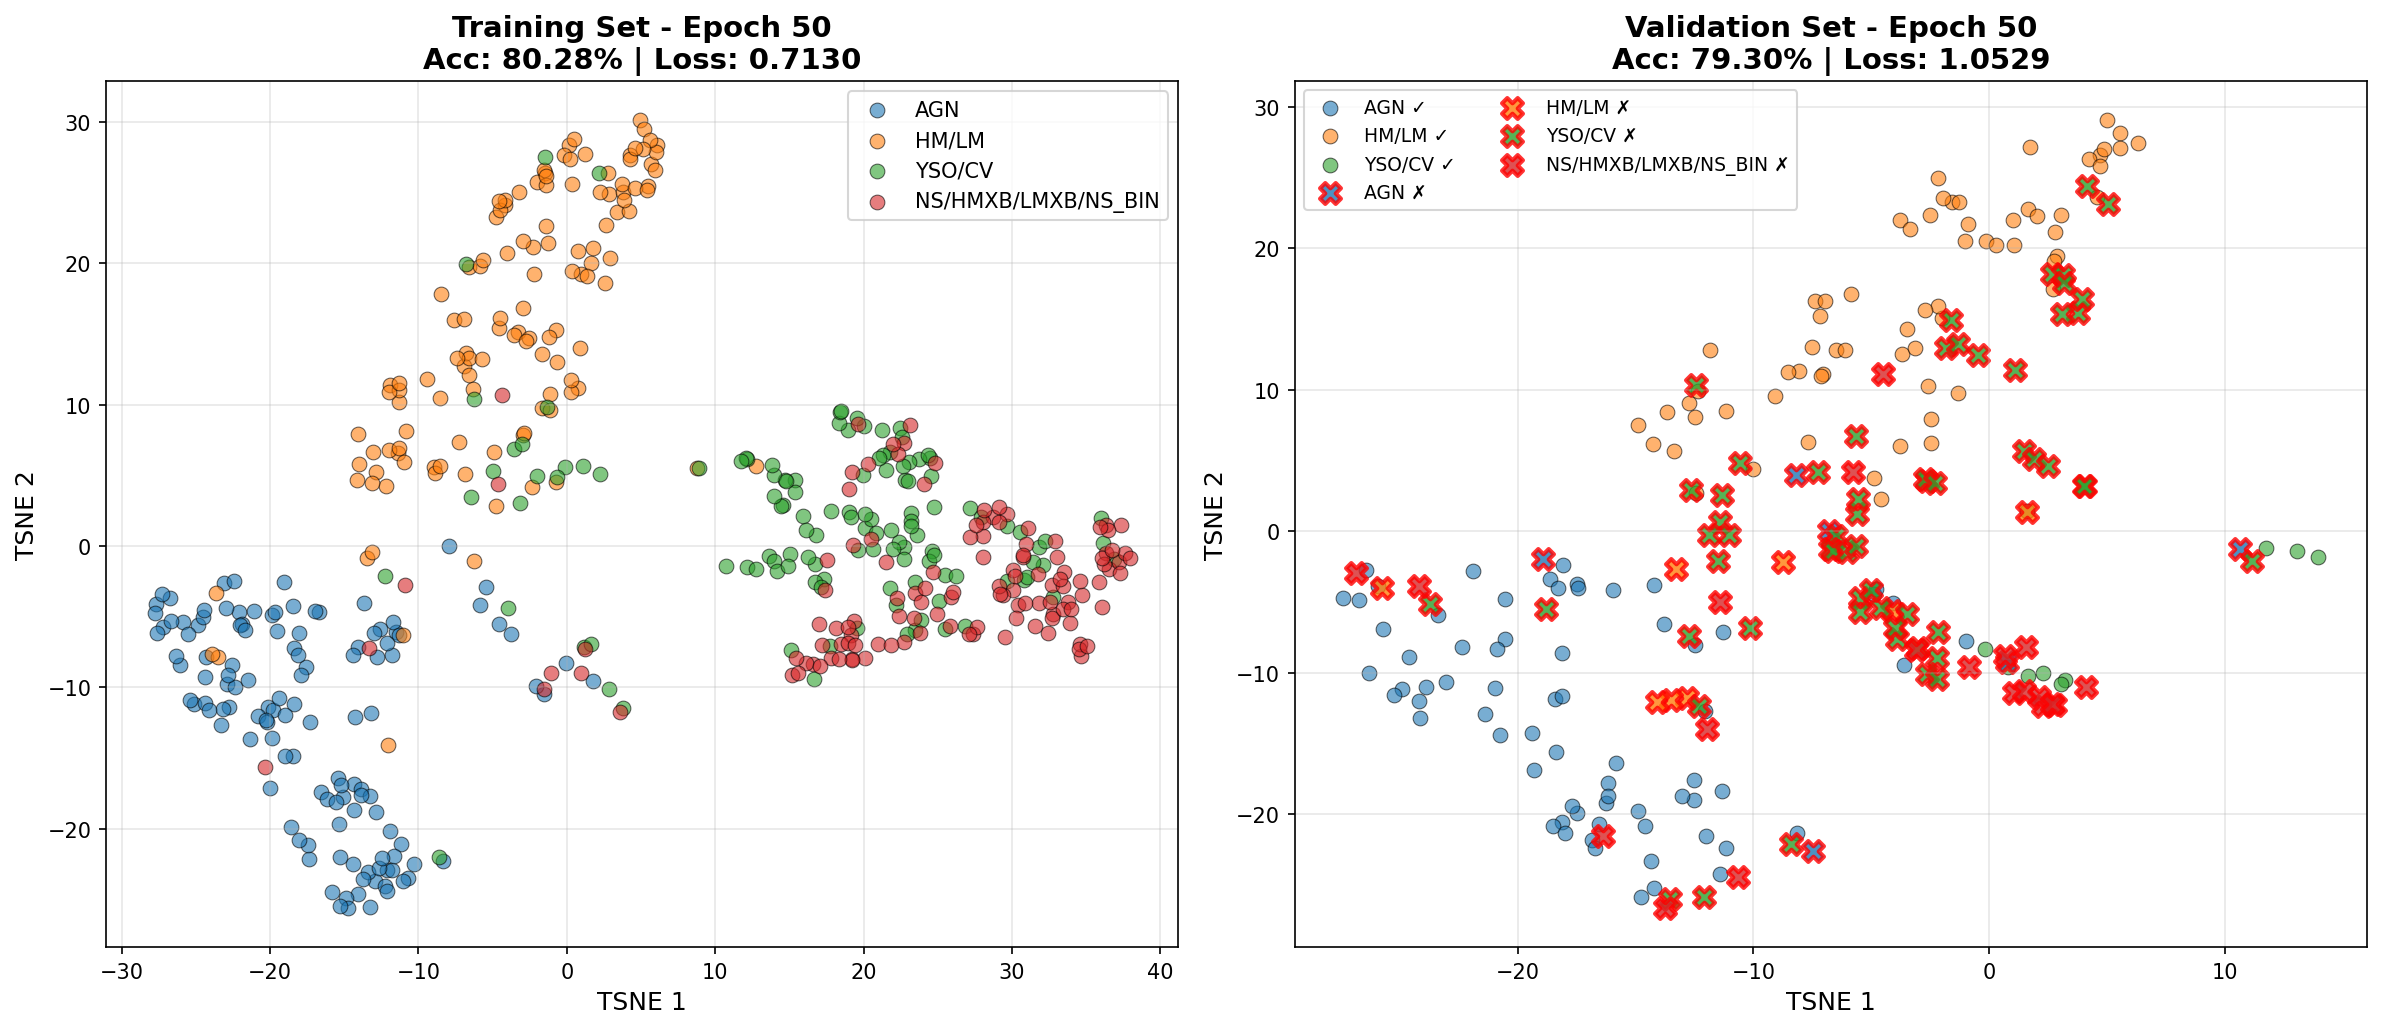 Training Set - Epoch 50
Acc: 80.28% | Loss: 0.7130
AGN
HM/LM
YSO/CV
NS/HMXB/LMXB/NS_BIN
30
20
10
0
−10
−20
TSNE 2
−30
−20
−10
0
10
20
30
40
TSNE 1
Validation Set - Epoch 50
Acc: 79.30% | Loss: 1.0529
AGN ✓
HM/LM ✓
YSO/CV ✓
AGN ✗
HM/LM ✗
YSO/CV ✗
NS/HMXB/LMXB/NS_BIN ✗
30
20
10
0
−10
−20
TSNE 2
−20
−10
0
10
TSNE 1